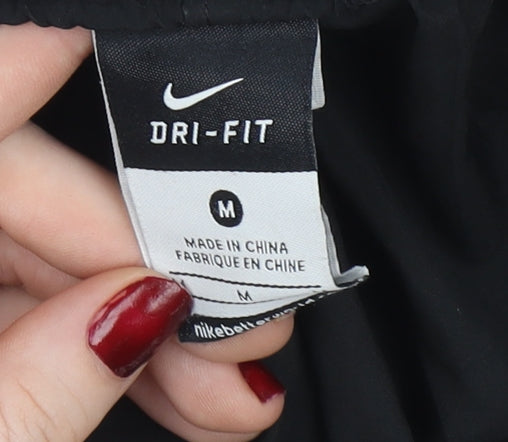 DRI-FIT
M
MADE IN CHINA
FABRIQUE EN CHINE
M
nikebetterworld